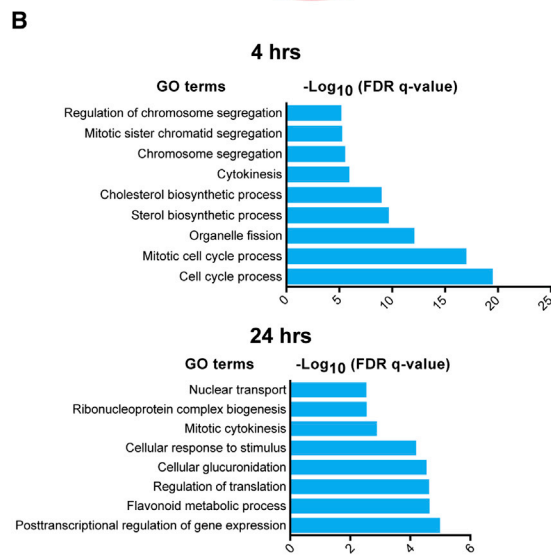 B
4 hrs
GO terms -Log10 (FDR q-value)
Regulation of chromosome segregation
Mitotic sister chromatid segregation
Chromosome segregation
Cytokinesis
Cholesterol biosynthetic process
Sterol biosynthetic process
Organelle fission
Mitotic cell cycle process
Cell cycle process
0 5 10 15 20 25
24 hrs
GO terms -Log10 (FDR q-value)
Nuclear transport
Ribonucleoprotein complex biogenesis
Mitotic cytokinesis
Cellular response to stimulus
Cellular glucuronidation
Regulation of translation
Flavonoid metabolic process
Posttranscriptional regulation of gene expression
0 2 4 6